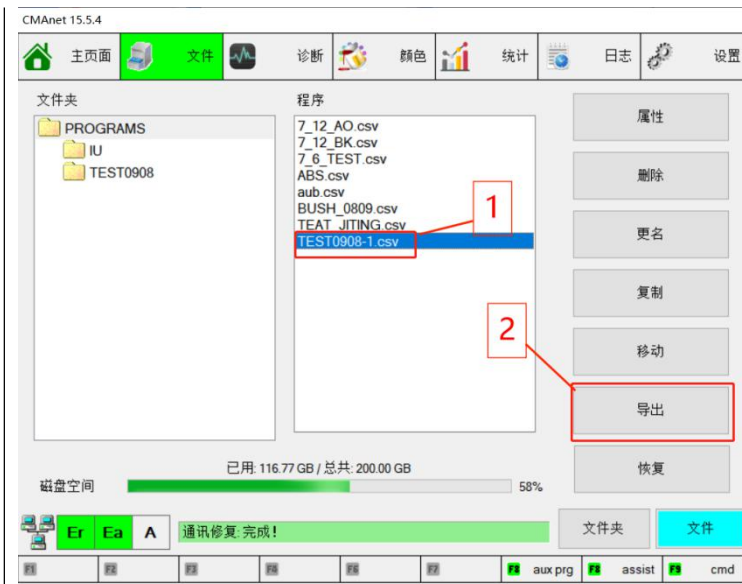 CMAnet 15.5.4
主页面 文件 诊断 颜色 统计 日志 设置
文件夹
程序
PROGRAMS
IU
TEST0908
7_12_AO.csv
7_12_BK.csv
7_6_TEST.csv
ABS.csv
aub.csv
BUSH_0809.csv
TEAT_JITING.csv
TEST0908-1.csv
1
2
属性
删除
更名
复制
移动
导出
恢复
已用: 116.77 GB / 总共: 200.00 GB
磁盘空间 58%
Er Ea A 通讯修复:完成! 文件夹 文件
F1 F2 F3 F4 F6 F7 F8 aux prg F8 assist F9 cmd